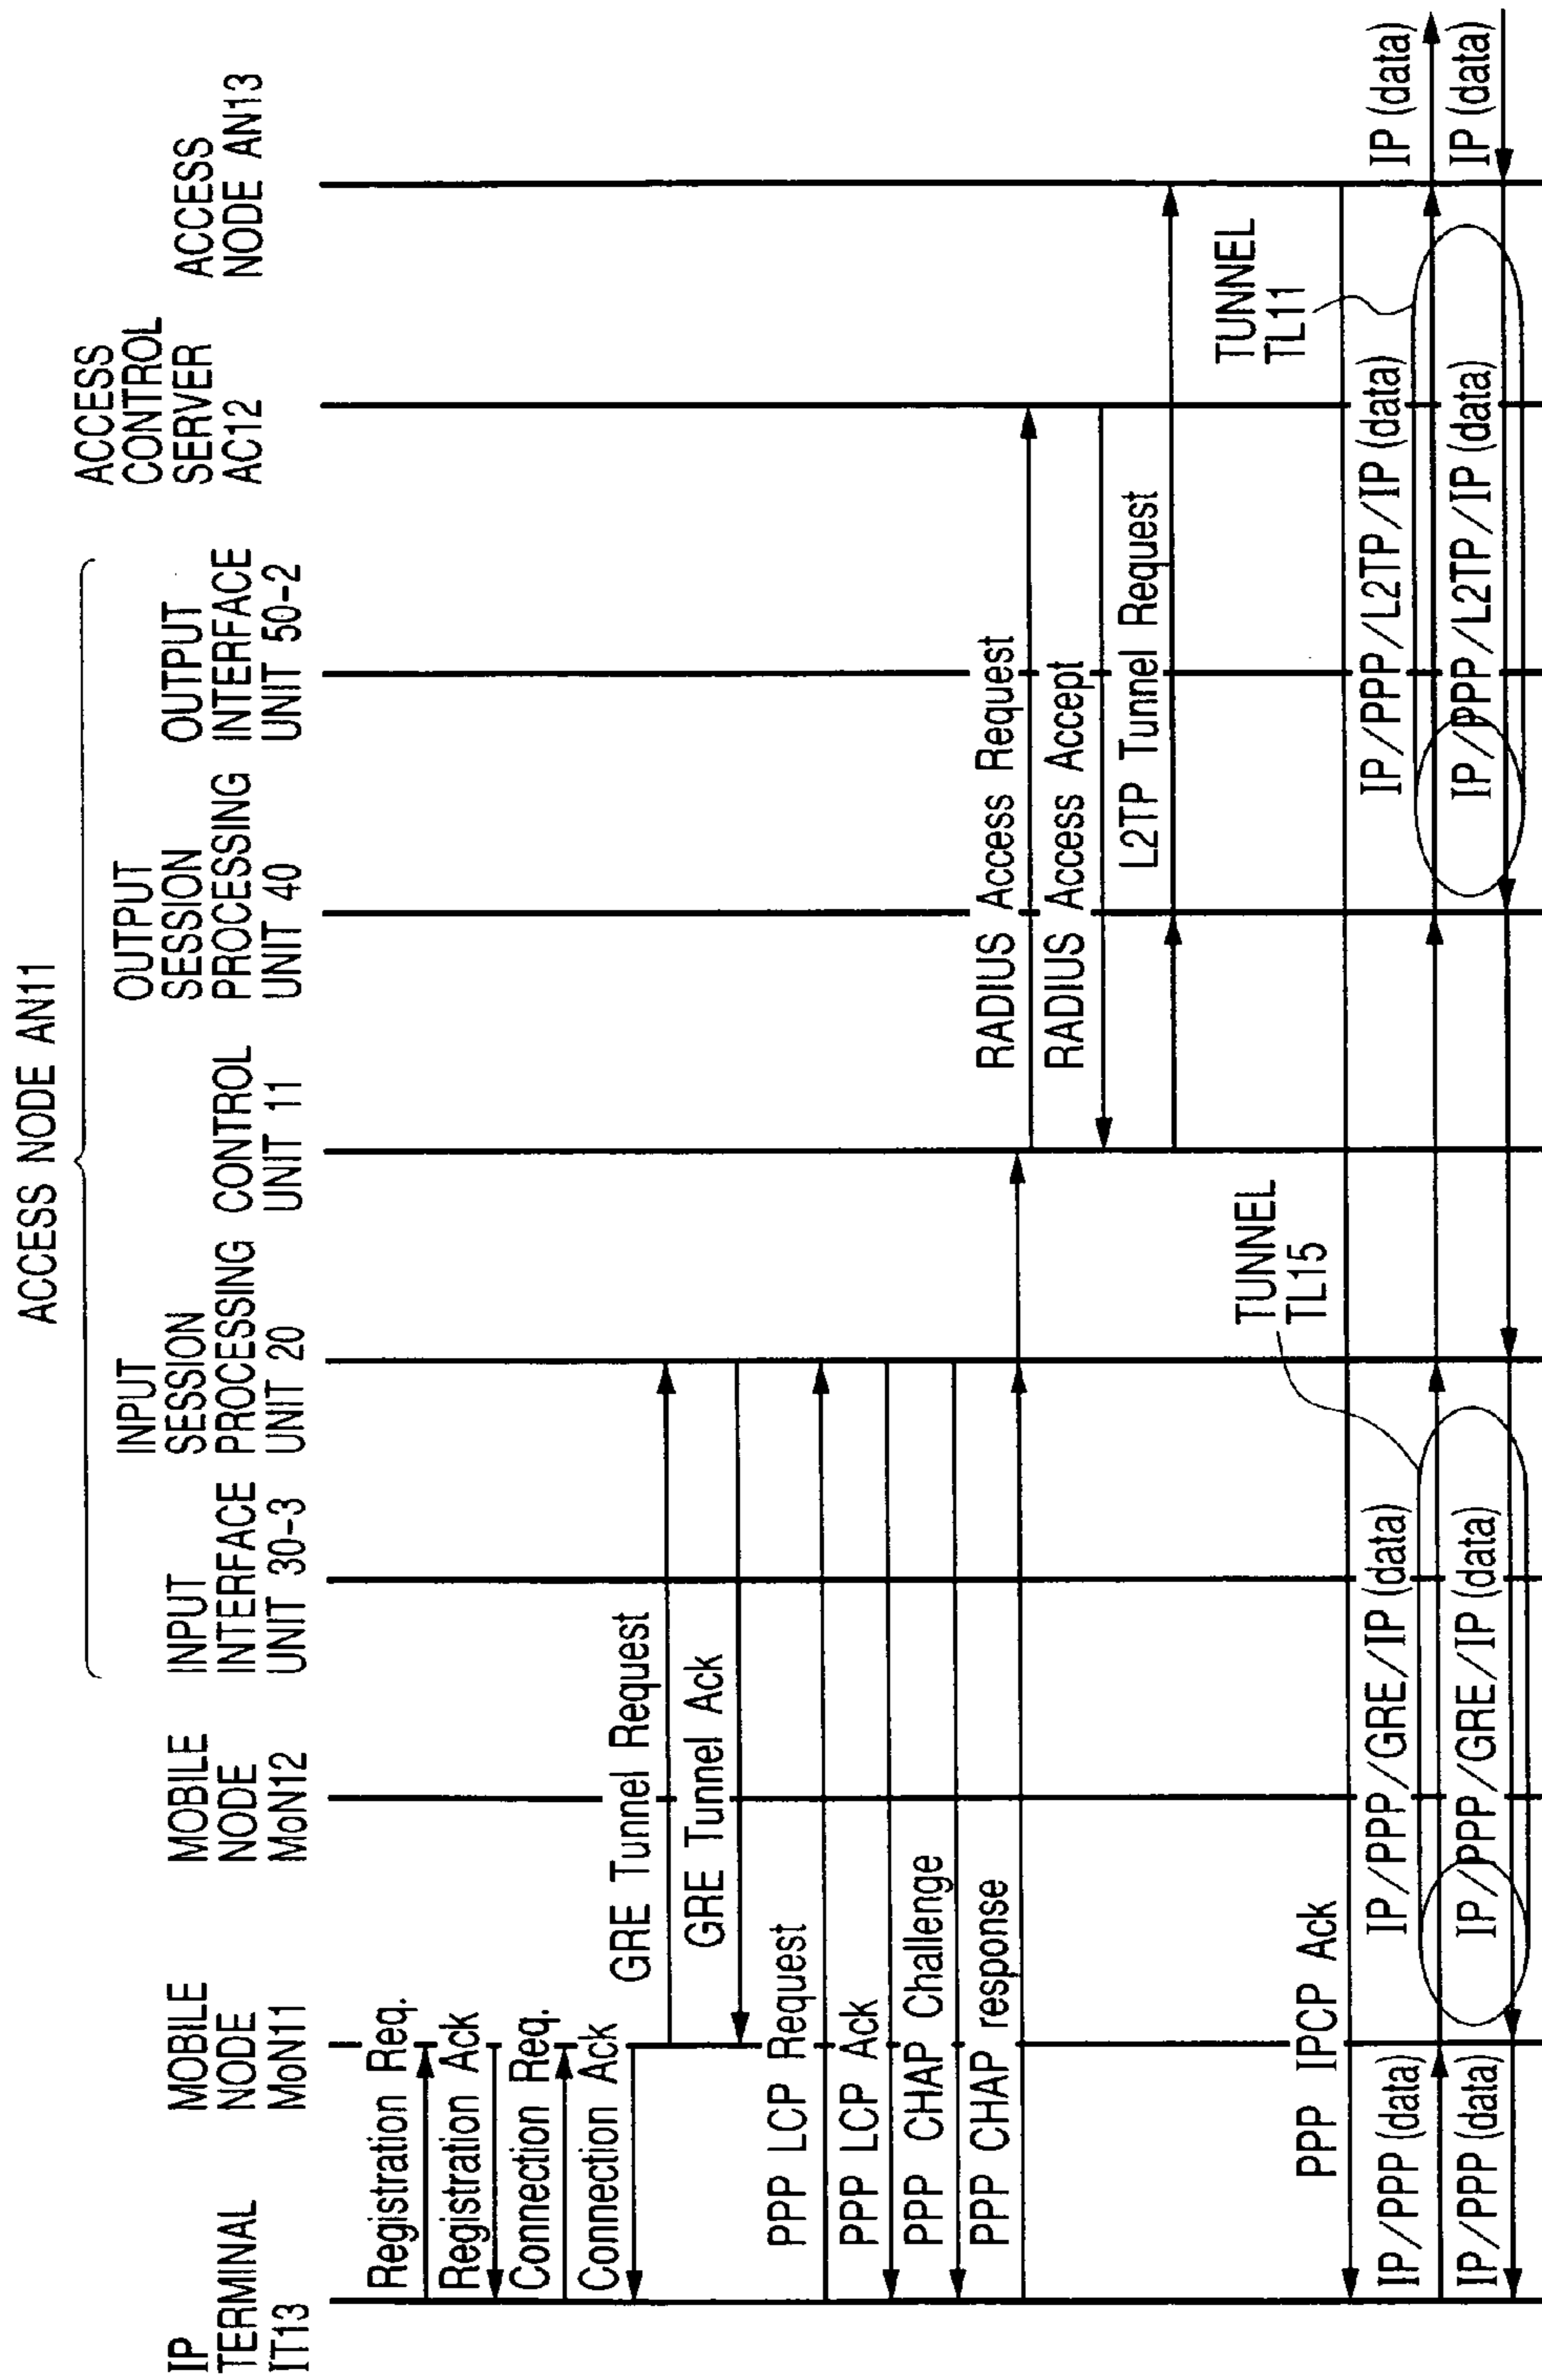 ACCESS NODE AN11
IP
TERMINAL
IT13
MOBILE
NODE
MoN11
MOBILE
NODE
MoN12
INPUT
INTERFACE
UNIT 30-3
INPUT
SESSION
PROCESSING
UNIT 20
CONTROL
UNIT 11
OUTPUT
SESSION
PROCESSING
UNIT 40
OUTPUT
INTERFACE
UNIT 50-2
ACCESS
CONTROL
SERVER
AC12
ACCESS
NODE AN13
Registration Req.
Registration Ack
Connection Req.
Connection Ack
GRE Tunnel Request
GRE Tunnel Ack
PPP LCP Request
PPP LCP Ack
PPP CHAP Challenge
PPP CHAP response
RADIUS Access Request
RADIUS Access Accept
L2TP Tunnel Request
PPP IPCP Ack
TUNNEL
TL15
TUNNEL
TL11
IP/PPP (data)
IP/PPP/GRE/IP (data)
IP/PPP/L2TP/IP (data)
IP (data)
IP/PPP (data)
IP/PPP/GRE/IP (data)
IP/PPP/L2TP/IP (data)
IP (data)